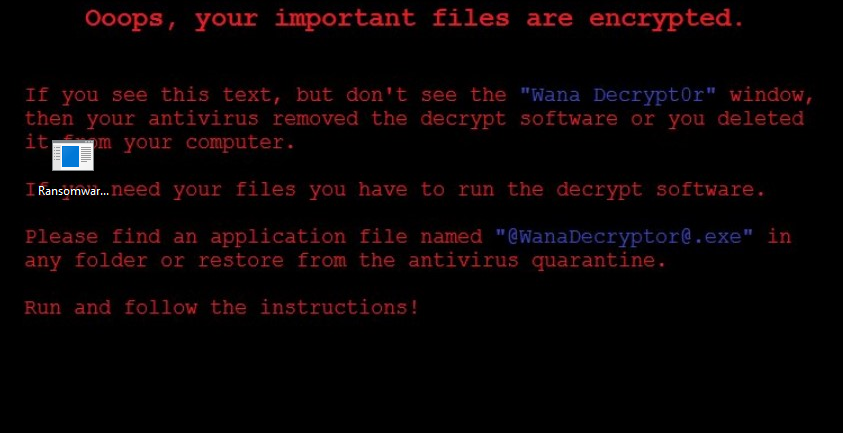 Ooops, your important files are encrypted.
If you see this text, but don't see the "Wana Decrypt0r" window,
then your antivirus removed the decrypt software or you deleted
it from your computer.
Ransomwar...
If you need your files you have to run the decrypt software.
Please find an application file named "@WanaDecryptor@.exe" in
any folder or restore from the antivirus quarantine.
Run and follow the instructions!